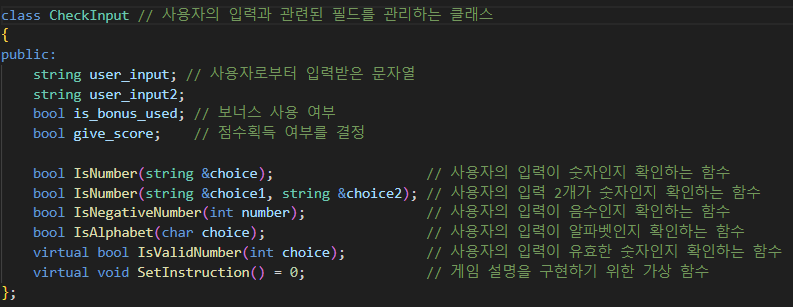 class CheckInput // 사용자의 입력과 관련된 필드를 관리하는 클래스
{
public:
    string user_input; // 사용자로부터 입력받은 문자열
    string user_input2;
    bool is_bonus_used; // 보너스 사용 여부
    bool give_score;    // 점수획득 여부를 결정

    bool IsNumber(string &choice);                   // 사용자의 입력이 숫자인지 확인하는 함수
    bool IsNumber(string &choice1, string &choice2); // 사용자의 입력 2개가 숫자인지 확인하는 함수
    bool IsNegativeNumber(int number);               // 사용자의 입력이 음수인지 확인하는 함수
    bool IsAlphabet(char choice);                    // 사용자의 입력이 알파벳인지 확인하는 함수
    virtual bool IsValidNumber(int choice);          // 사용자의 입력이 유효한 숫자인지 확인하는 함수
    virtual void SetInstruction() = 0;               // 게임 설명을 구현하기 위한 가상 함수
};